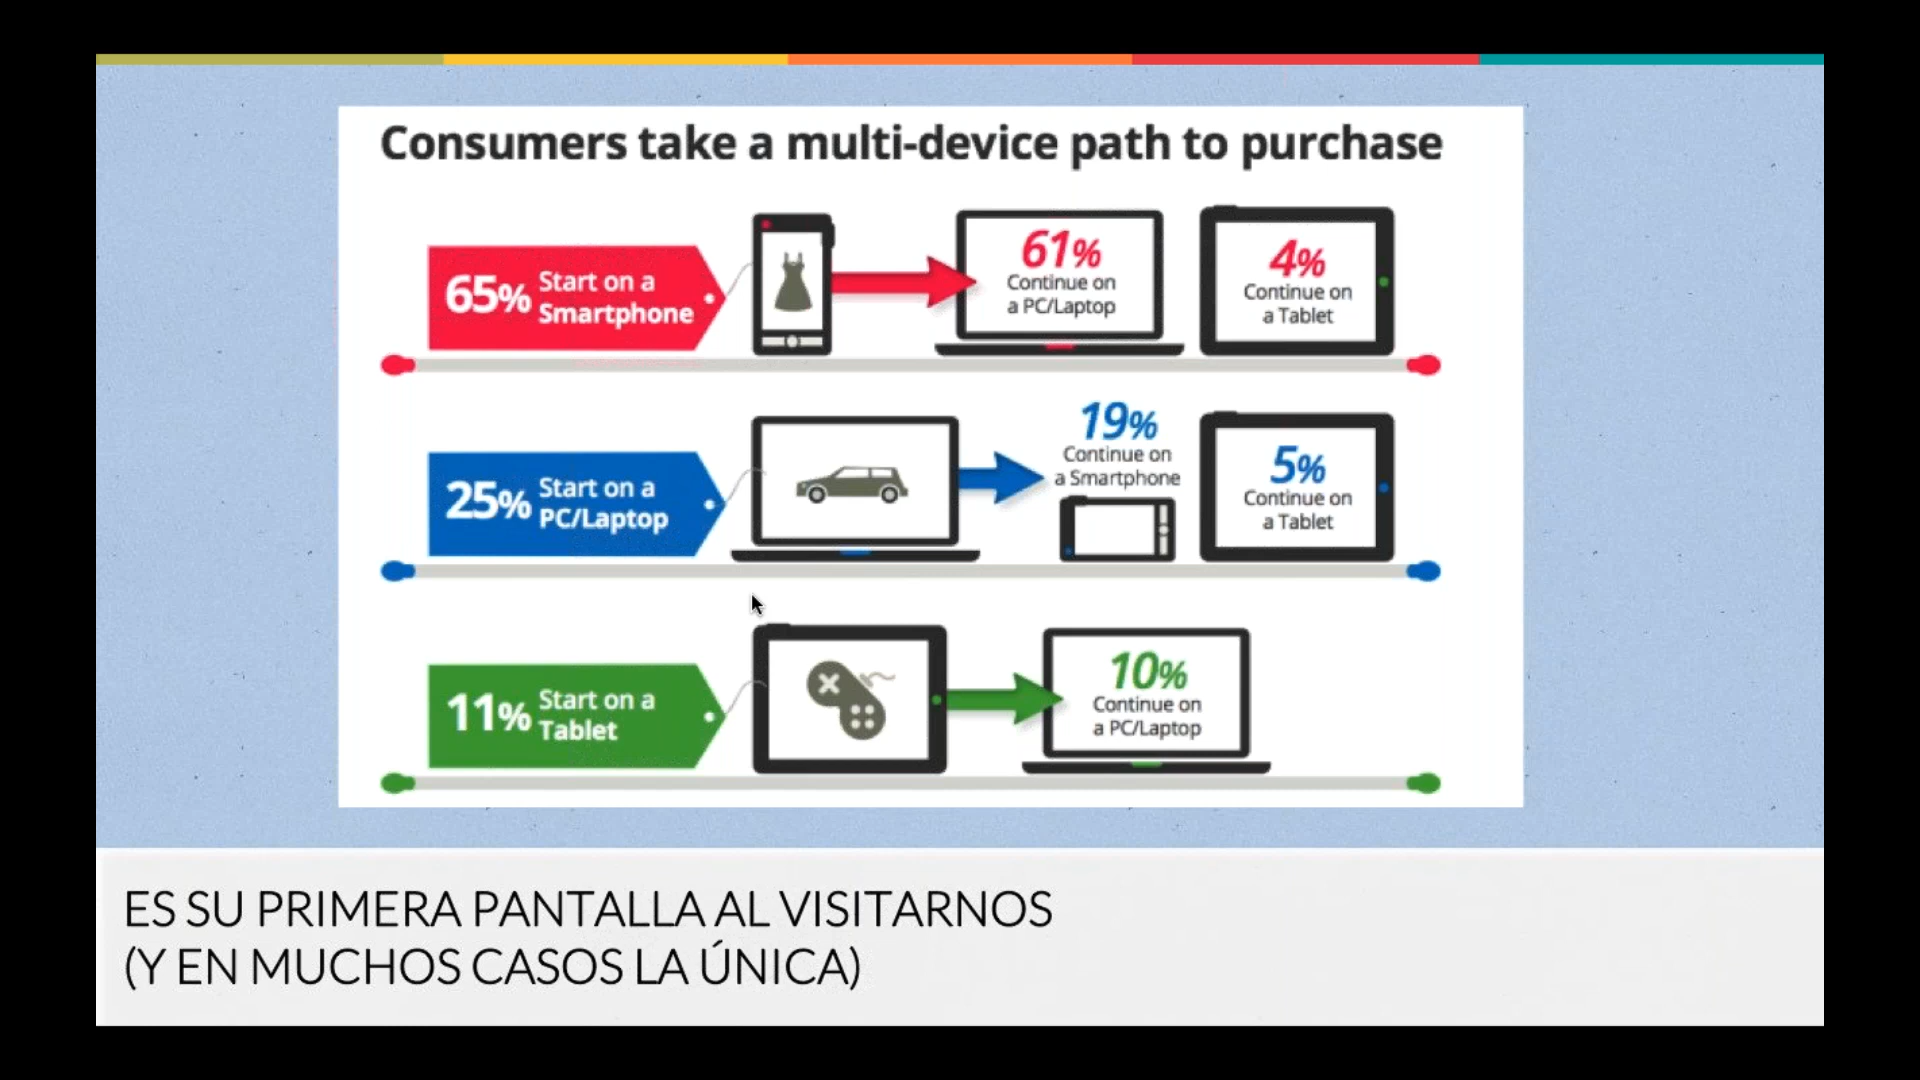 Consumers take a multi-device path to purchase
65% Start on a
Smartphone
61%
Continue on
a PC/Laptop
4%
Continue on
a Tablet
25% Start on a
PC/Laptop
19%
Continue on
a Smartphone
5%
Continue on
a Tablet
11% Start on a
Tablet
10%
Continue on
a PC/Laptop
ES SU PRIMERA PANTALLA AL VISITARNOS
(Y EN MUCHOS CASOS LA ÚNICA)